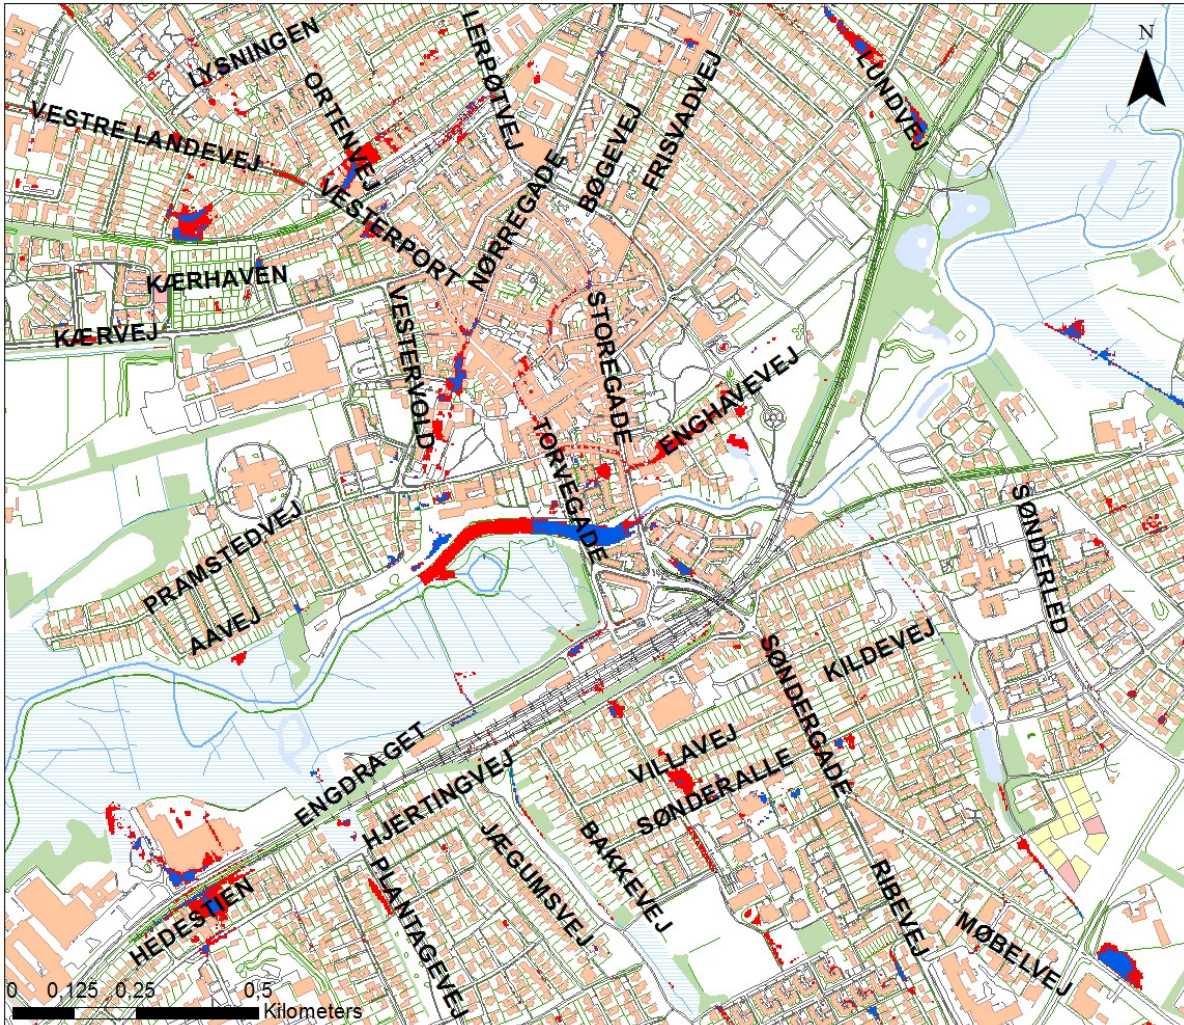 LYSNINGEN
LERPØTVEJ
N
ORTENVEJ
FRISVADVEJ
LUNDVEJ
VESTRE LANDEVEJ
BØGEVEJ
VESTERPORT
NØRREGADE
KÆRHAVEN
KÆRVEJ
VESTERVOLD
STOREGADE
ENGHAVEVEJ
TORVEGADE
PRAMSTEDVEJ
SØNDERLED
AAVEJ
KILDEVEJ
SØNDERGADE
ENGDRAGET
VILLAVEJ
HJERTINGVEJ
SØNDERALLE
JÆGUMSVEJ
BAKKEVEJ
HEDESTIEN
PLANTAGEVEJ
RIBEVEJ
MØBELVEJ
0 0,125 0,25 0,5
Kilometers